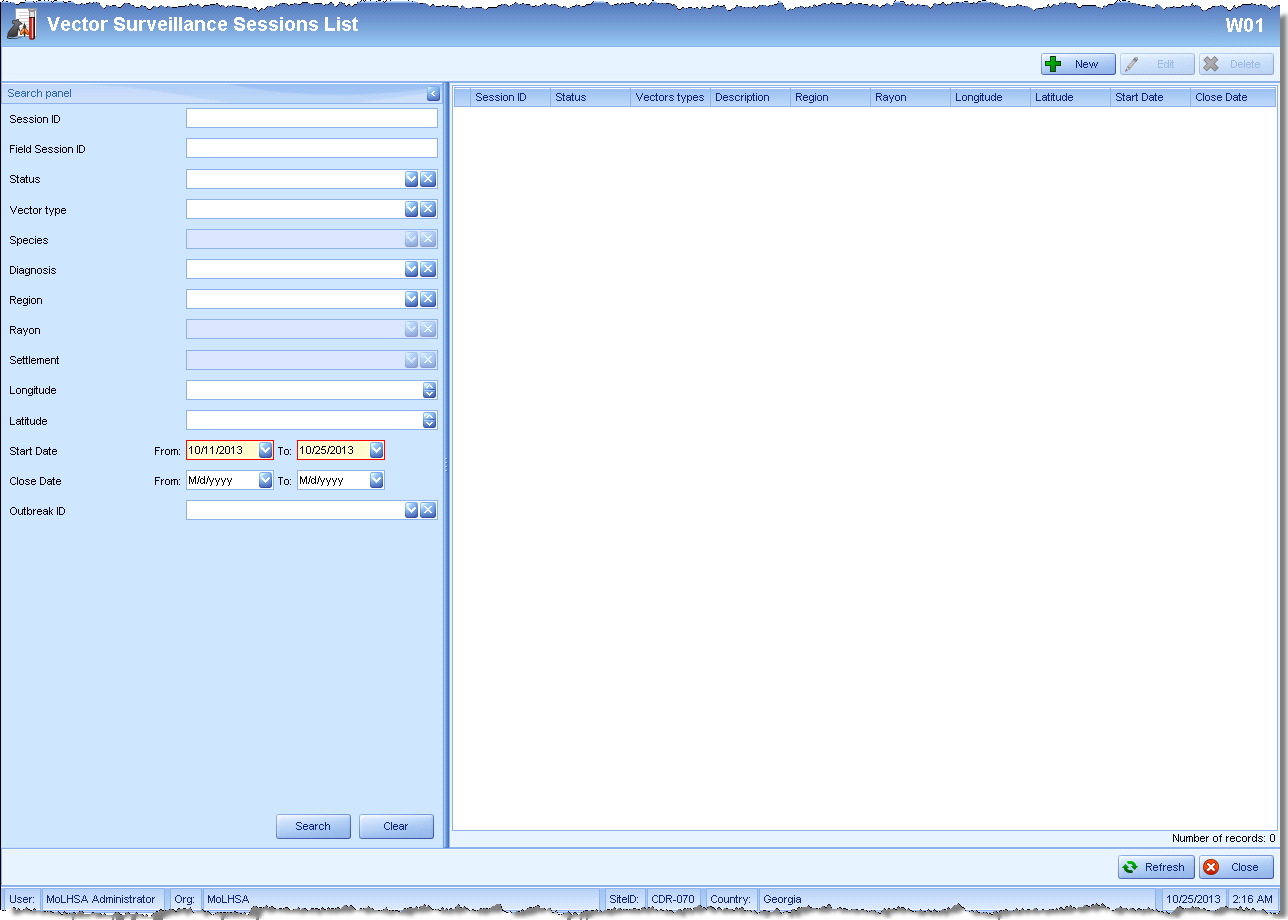 Vector Surveillance Sessions List
W01
New
Edit
Delete
Search panel
Session ID
Field Session ID
Status
Vector type
Species
Diagnosis
Region
Rayon
Settlement
Longitude
Latitude
Start Date From: 10/11/2013 To: 10/25/2013
Close Date From: M/d/yyyy To: M/d/yyyy
Outbreak ID
Search
Clear
Session ID Status Vectors types Description Region Rayon Longitude Latitude Start Date Close Date
Number of records: 0
Refresh
Close
User: MoLHSA Administrator Org: MoLHSA SiteID: CDR-070 Country: Georgia 10/25/2013 2:16 AM